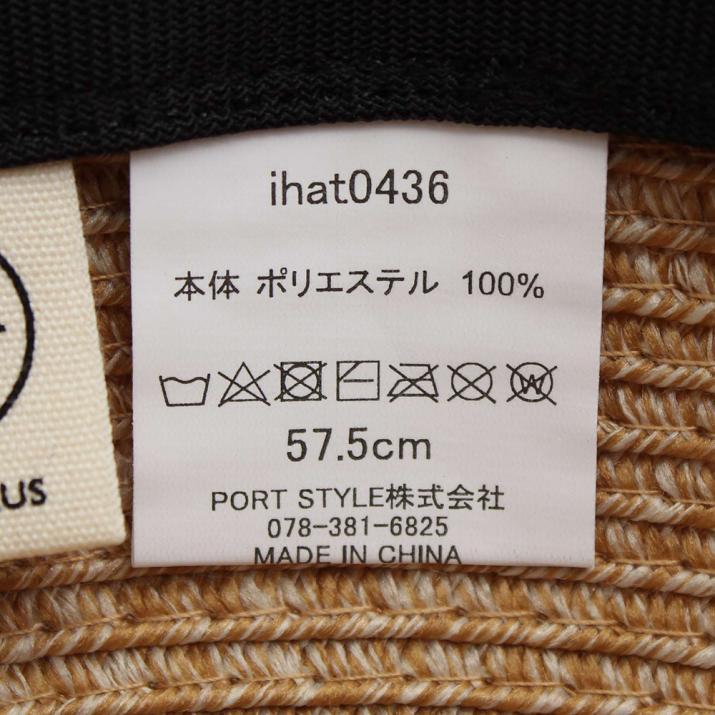 ihat0436
本体 ポリエステル 100%
57.5cm
PORT STYLE株式会社
078-381-6825
MADE IN CHINA